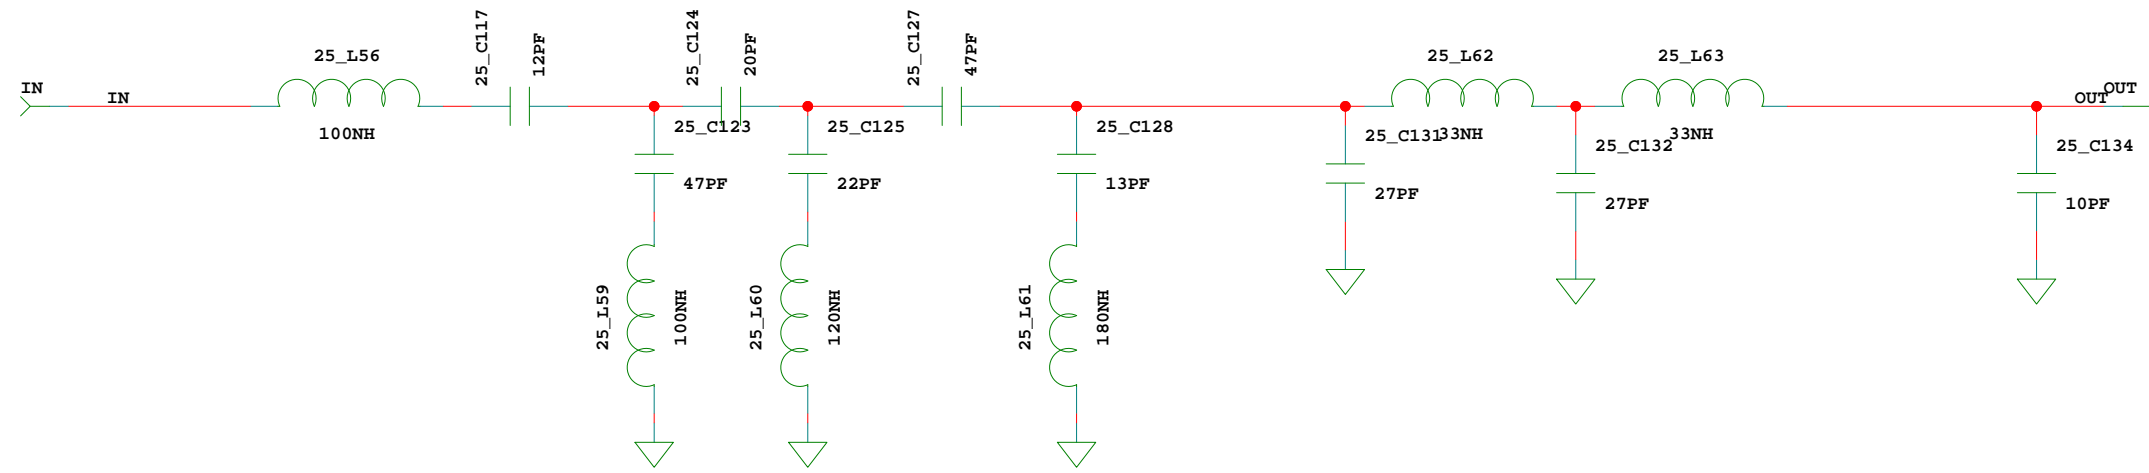 IN
IN
25_L56
100NH
25_C117
12PF
25_C124
20PF
25_C127
47PF
25_C123
47PF
25_L59
100NH
25_C125
22PF
25_L60
120NH
25_C128
13PF
25_L61
180NH
25_C131
27PF
25_L62
33NH
25_C132
27PF
25_L63
33NH
25_C134
10PF
OUT
OUT